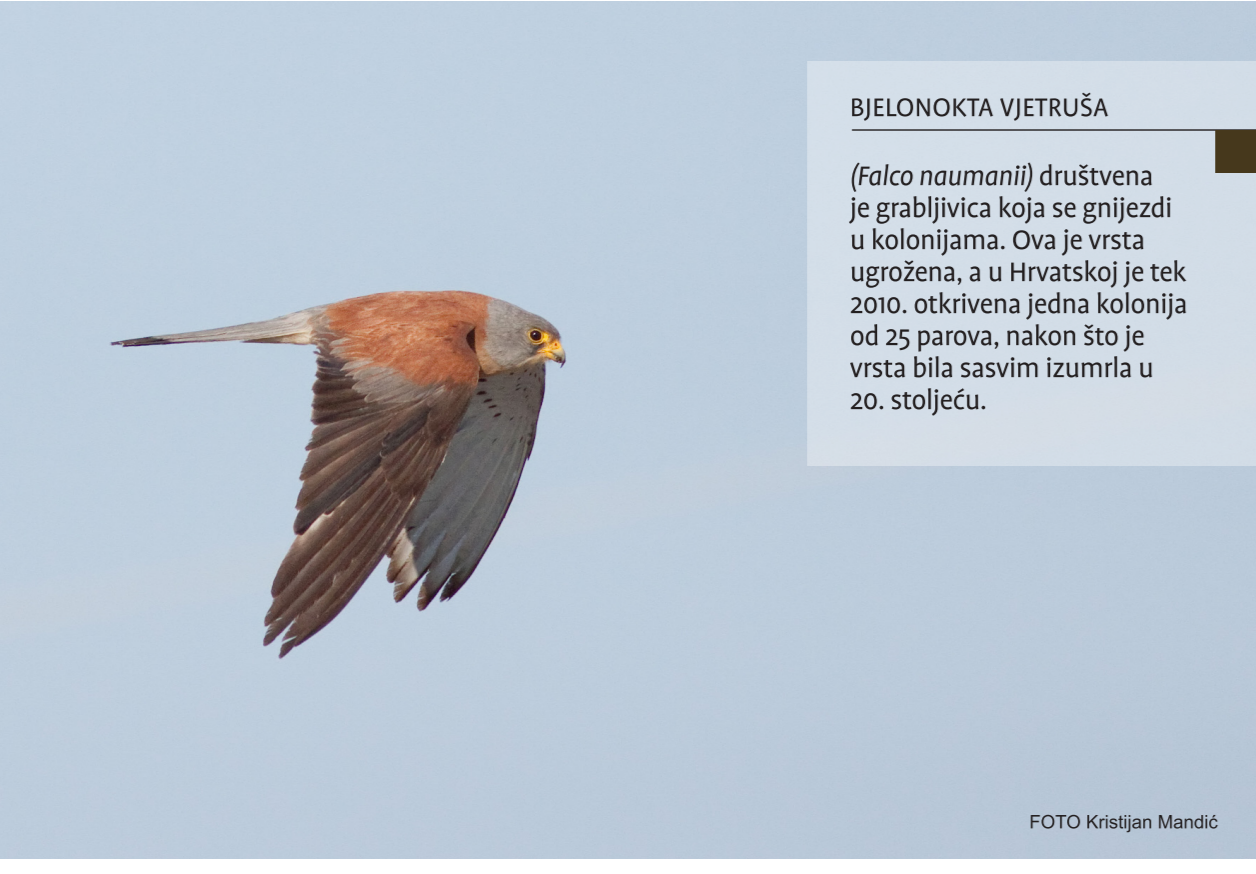 BJELONOKTA VJETRUŠA
(Falco naumanii) društvena
je grabljivica koja se gnijezdi
u kolonijama. Ova je vrsta
ugrožena, a u Hrvatskoj je tek
2010. otkrivena jedna kolonija
od 25 parova, nakon što je
vrsta bila sasvim izumrla u
20. stoljeću.
FOTO Kristijan Mandić